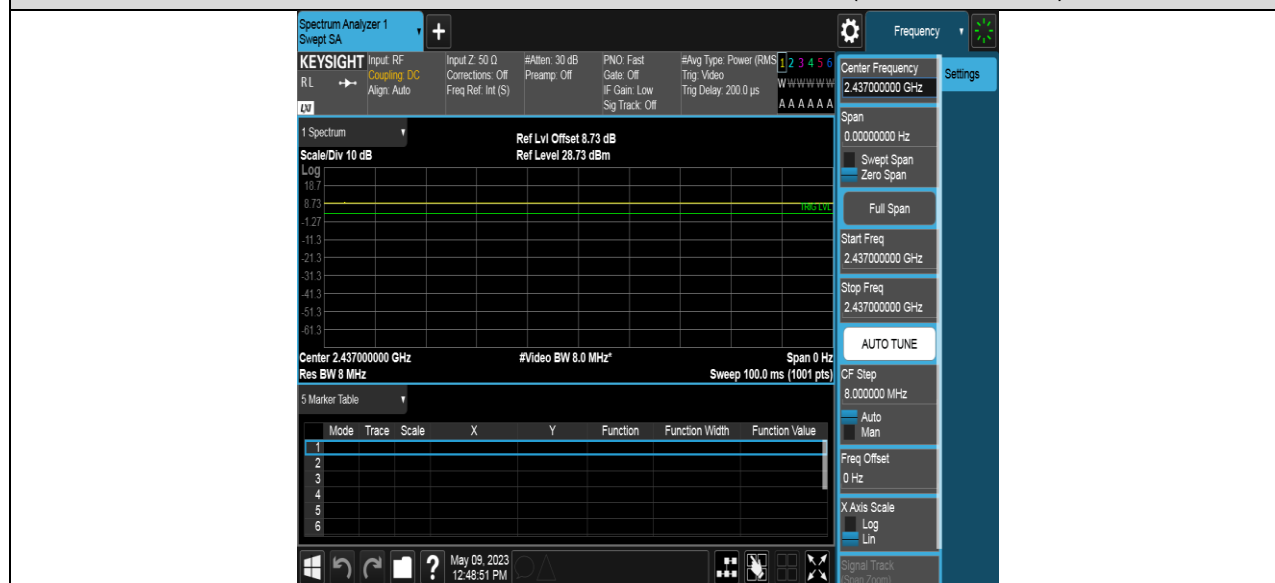 Spectrum Analyzer 1
Swept SA
+
Frequency
KEYSIGHT
RL
LXI
Input: RF
Coupling: DC
Align: Auto
Input Z: 50 Ω
Corrections: Off
Freq Ref: Int (S)
#Atten: 30 dB
Preamp: Off
PNO: Fast
Gate: Off
IF Gain: Low
Sig Track: Off
#Avg Type: Power (RMS
Trig: Video
Trig Delay: 200.0 µs
1 2 3 4 5 6
W W W W W W
A A A A A A
1 Spectrum
Scale/Div 10 dB
Ref Lvl Offset 8.73 dB
Ref Level 28.73 dBm
Log
18.7
8.73
TRIG LVL
-1.27
-11.3
-21.3
-31.3
-41.3
-51.3
-61.3
Center 2.437000000 GHz
#Video BW 8.0 MHz*
Span 0 Hz
Res BW 8 MHz
Sweep 100.0 ms (1001 pts)
5 Marker Table
Mode Trace Scale X Y Function Function Width Function Value
1
2
3
4
5
6
?
May 09, 2023
12:48:51 PM
Center Frequency
2.437000000 GHz
Settings
Span
0.00000000 Hz
Swept Span
Zero Span
Full Span
Start Freq
2.437000000 GHz
Stop Freq
2.437000000 GHz
AUTO TUNE
CF Step
8.000000 MHz
Auto
Man
Freq Offset
0 Hz
X Axis Scale
Log
Lin
Signal Track
(Span Zoom)